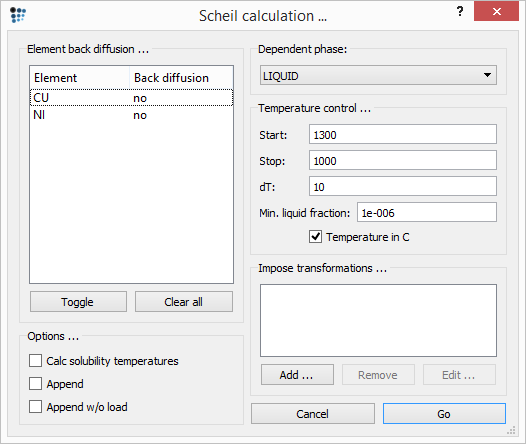 Scheil calculation ...
?
Element back diffusion ...
Element Back diffusion
CU no
NI no
Toggle Clear all
Options ...
Calc solubility temperatures
Append
Append w/o load
Dependent phase:
LIQUID
Temperature control ...
Start: 1300
Stop: 1000
dT: 10
Min. liquid fraction: 1e-006
Temperature in C
Impose transformations ...
Add ... Remove Edit ...
Cancel Go